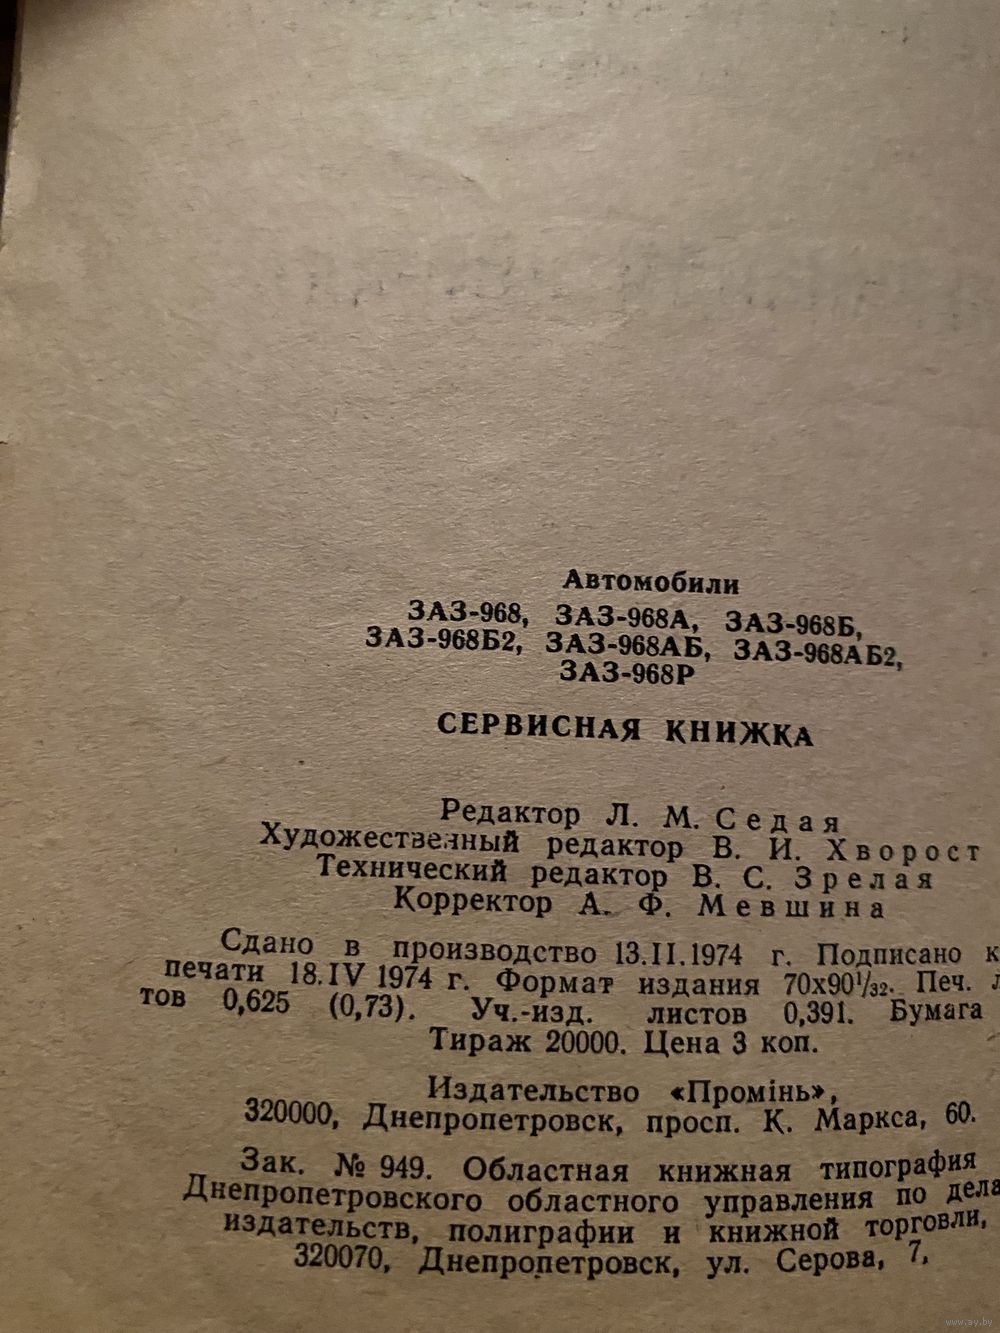 Автомобили
ЗАЗ-968, ЗАЗ-968А, ЗАЗ-968Б,
ЗАЗ-968Б2, ЗАЗ-968АБ, ЗАЗ-968АБ2,
ЗАЗ-968Р
СЕРВИСНАЯ КНИЖКА
Редактор Л. М. Седая
Художественный редактор В. И. Хворост
Технический редактор В. С. Зрелая
Корректор А. Ф. Мевшина
Сдано в производство 13.II.1974 г. Подписано к
печати 18.IV 1974 г. Формат издания 70х90¹/₃₂. Печ. л
тов 0,625 (0,73). Уч.-изд. листов 0,391. Бумага
Тираж 20000. Цена 3 коп.
Издательство «Промінь»,
320000, Днепропетровск, просп. К. Маркса, 60.
Зак. № 949. Областная книжная типография
Днепропетровского областного управления по дела
издательств, полиграфии и книжной торговли,
320070, Днепропетровск, ул. Серова, 7,
www.ay.by